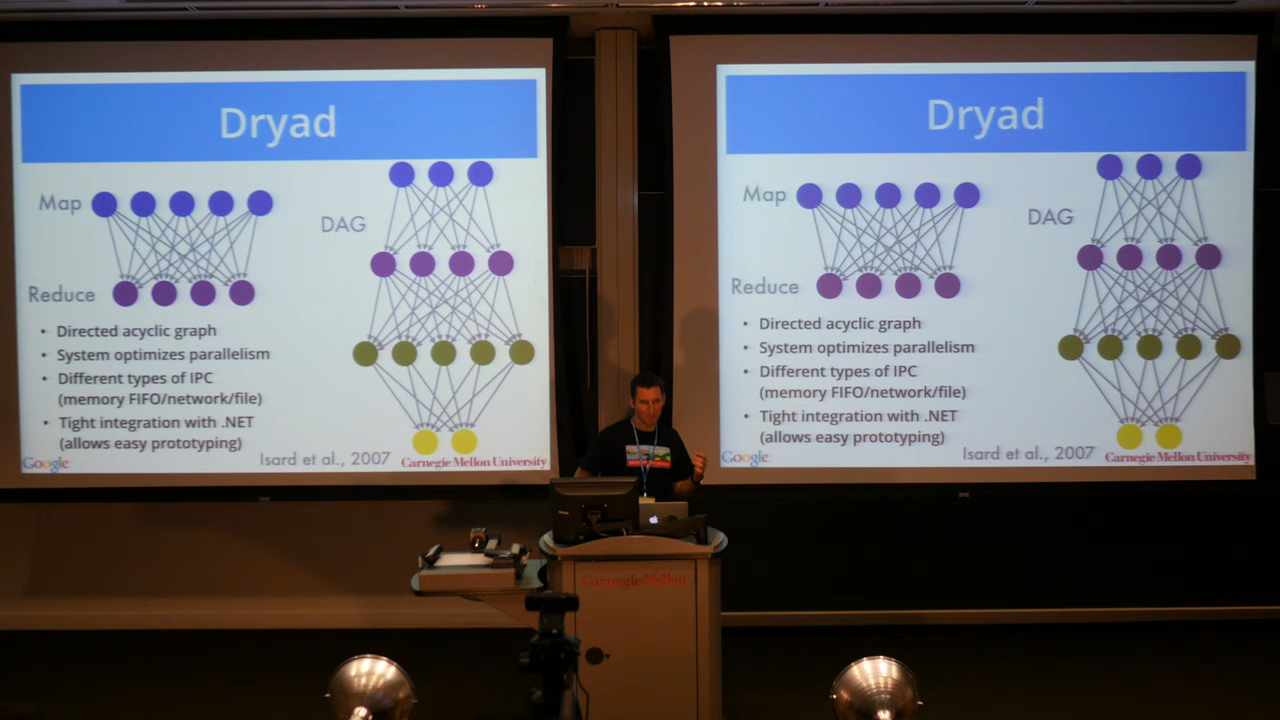 Dryad
Map
DAG
Reduce
• Directed acyclic graph
• System optimizes parallelism
• Different types of IPC
(memory FIFO/network/file)
• Tight integration with .NET
(allows easy prototyping)
Google
Isard et al., 2007
Carnegie Mellon University
Dryad
Map
DAG
Reduce
• Directed acyclic graph
• System optimizes parallelism
• Different types of IPC
(memory FIFO/network/file)
• Tight integration with .NET
(allows easy prototyping)
Google
Isard et al., 2007
Carnegie Mellon University
Carnegie Mellon